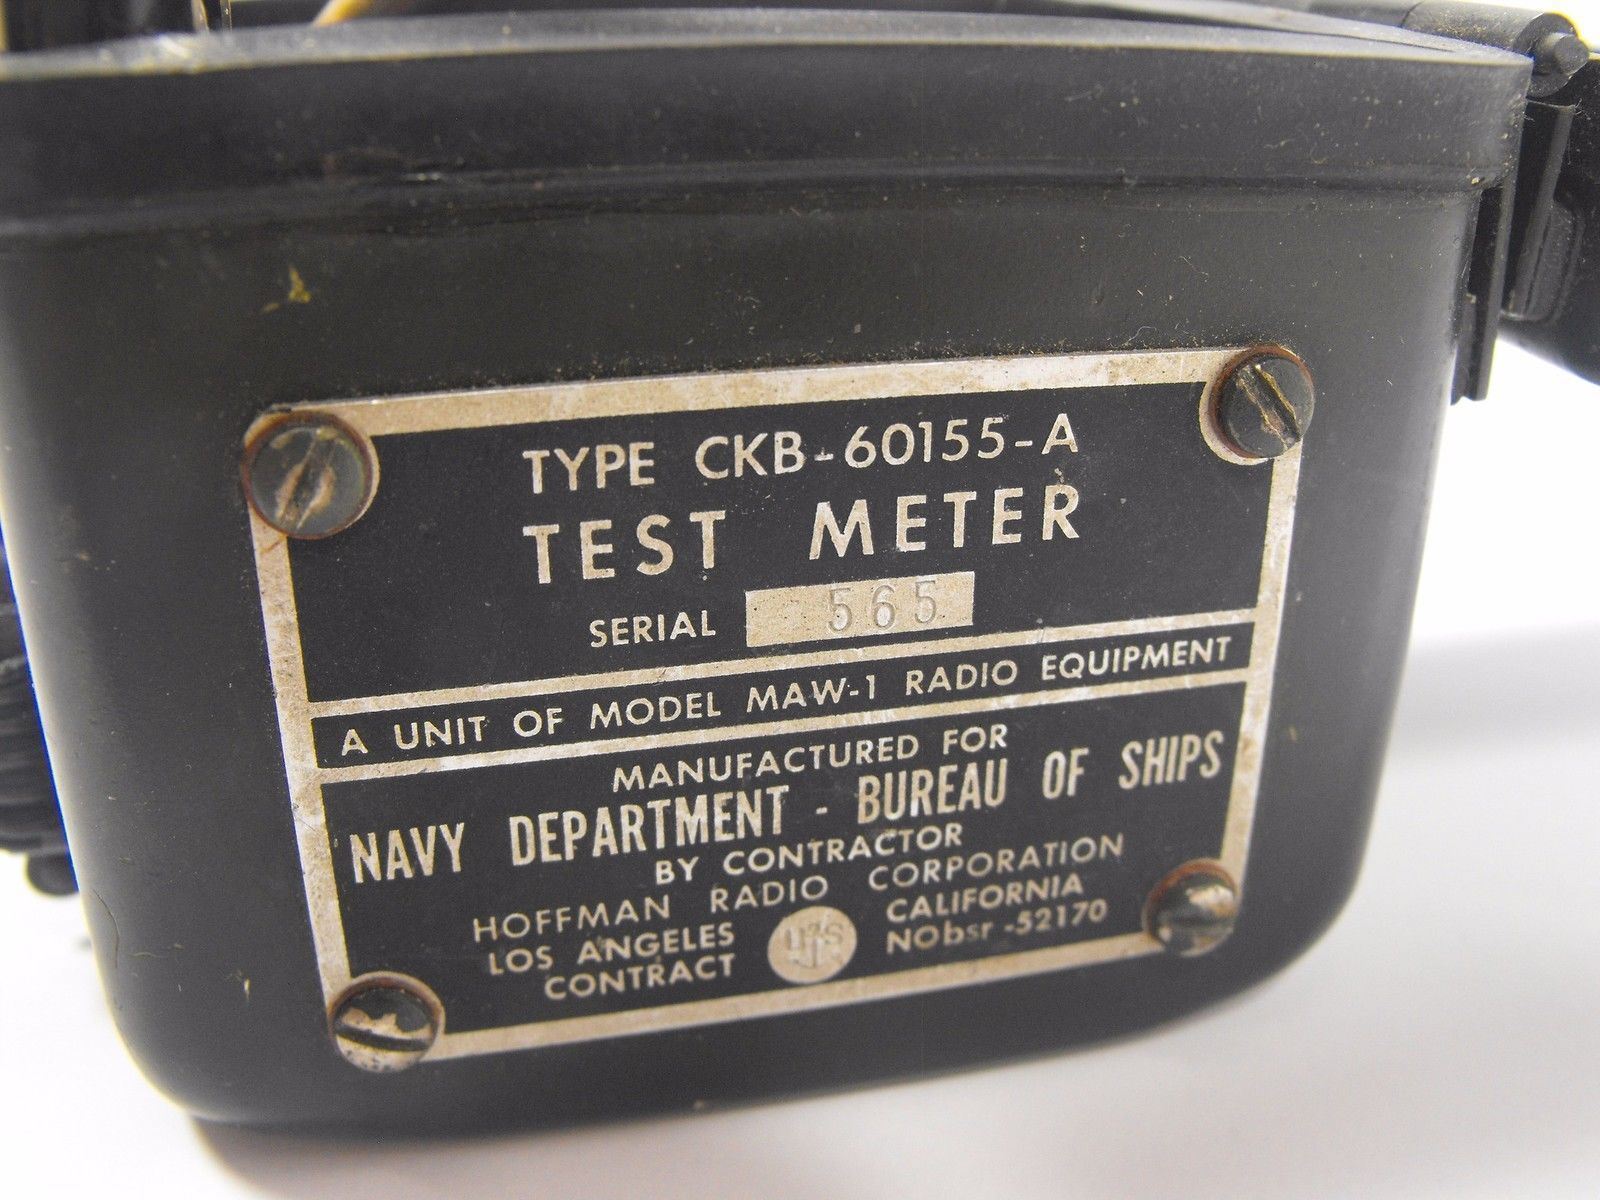 TYPE CKB-60155-A
TEST METER
SERIAL 565
A UNIT OF MODEL MAW-1 RADIO EQUIPMENT
MANUFACTURED FOR
NAVY DEPARTMENT - BUREAU OF SHIPS
BY CONTRACTOR
HOFFMAN RADIO CORPORATION
LOS ANGELES CALIFORNIA
CONTRACT NObsr -52170